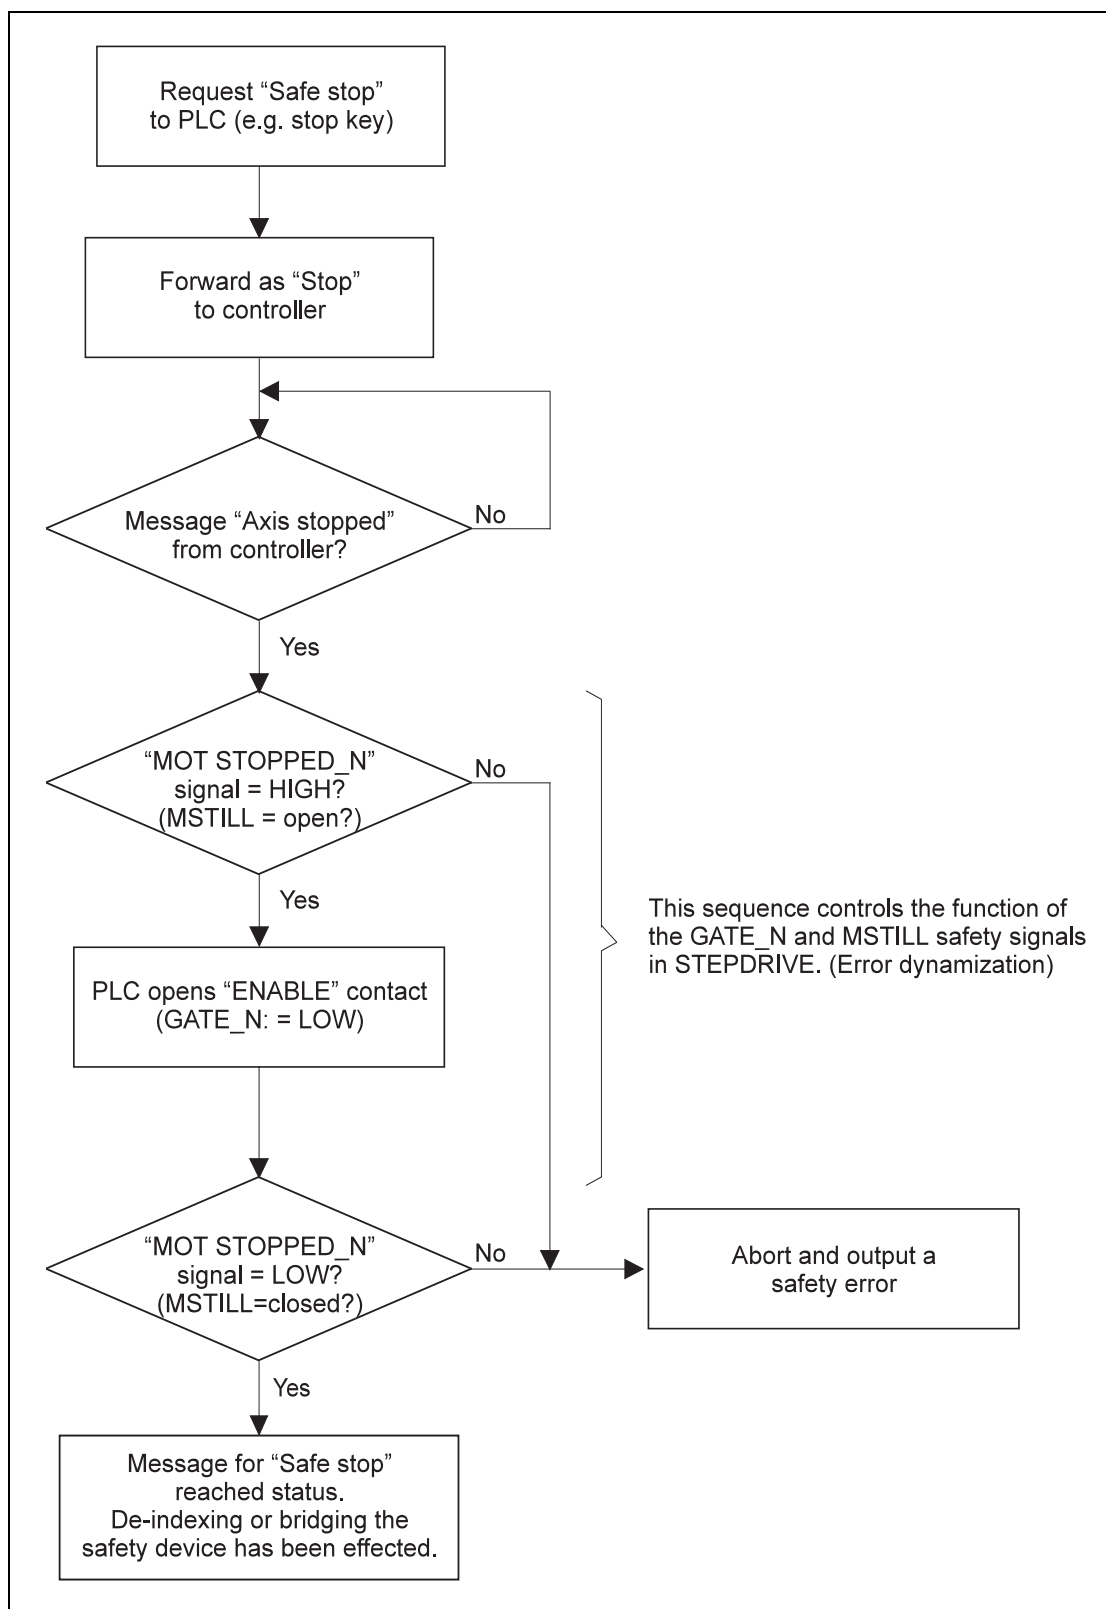 Request “Safe stop”
to PLC (e.g. stop key)
Forward as “Stop”
to controller
Message “Axis stopped”
from controller?
No
Yes
“MOT STOPPED_N”
signal = HIGH?
(MSTILL = open?)
No
Yes
PLC opens “ENABLE” contact
(GATE_N: = LOW)
This sequence controls the function of
the GATE_N and MSTILL safety signals
in STEPDRIVE. (Error dynamization)
“MOT STOPPED_N”
signal = LOW?
(MSTILL=closed?)
No
Abort and output a
safety error
Yes
Message for “Safe stop”
reached status.
De-indexing or bridging the
safety device has been effected.